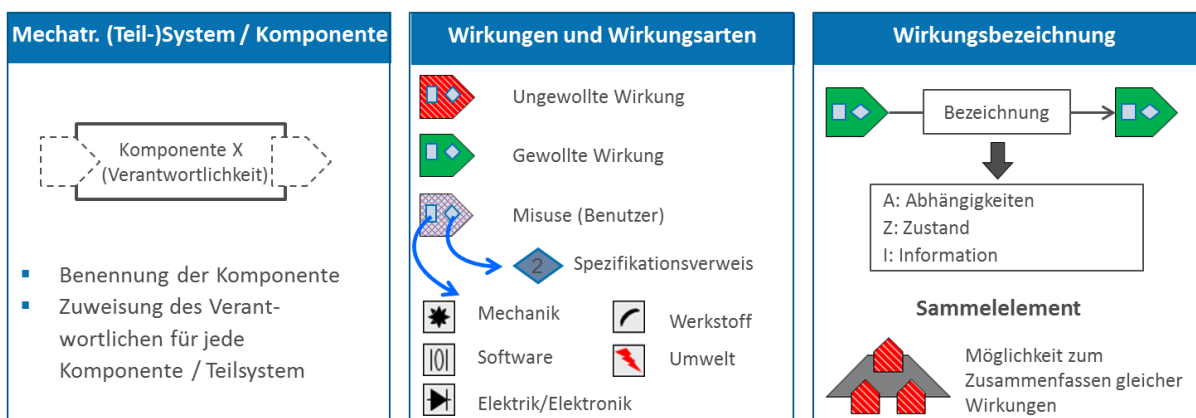 Mechatr. (Teil-)System / Komponente
Komponente X
(Verantwortlichkeit)
Benennung der Komponente
Zuweisung des Verant-
wortlichen für jede
Komponente / Teilsystem
Wirkungen und Wirkungsarten
Ungewollte Wirkung
Gewollte Wirkung
Misuse (Benutzer)
2 Spezifikationsverweis
Mechanik
Werkstoff
Software
Umwelt
Elektrik/Elektronik
Wirkungsbezeichnung
Bezeichnung
A: Abhängigkeiten
Z: Zustand
I: Information
Sammelelement
Möglichkeit zum
Zusammenfassen gleicher
Wirkungen